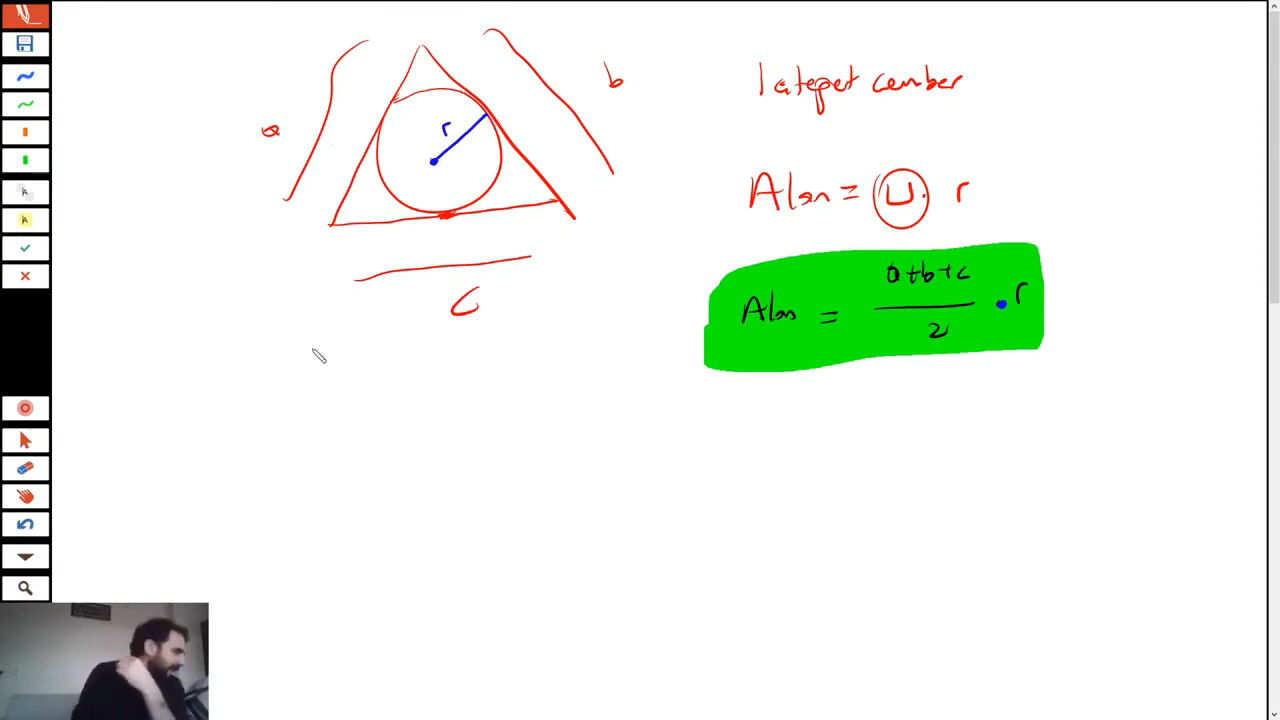 a
b
r
c
İçteğet çember
Alan = U. r
Alan = a+b+c / 2 . r